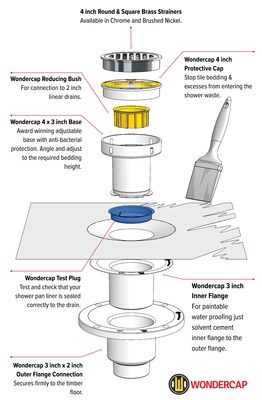 4 inch Round & Square Brass Strainers
Available in Chrome and Brushed Nickel.
Wondercap Reducing Bush
For connection to 2 inch
linear drains.
Wondercap 4 inch
Protective Cap
Stop tile bedding &
excesses from entering the
shower waste.
Wondercap 4 x 3 inch Base
Award winning adjustable
base with anti-bacterial
protection. Angle and adjust
to the required bedding
height.
Wondercap Test Plug
Test and check that your
shower pan liner is sealed
correctly to the drain.
Wondercap 3 inch
Inner Flange
For paintable
water proofing just
solvent cement
inner flange to the
outer flange.
Wondercap 3 inch x 2 inch
Outer Flange Connection
Secures firmly to the timber
floor.
WONDERCAP